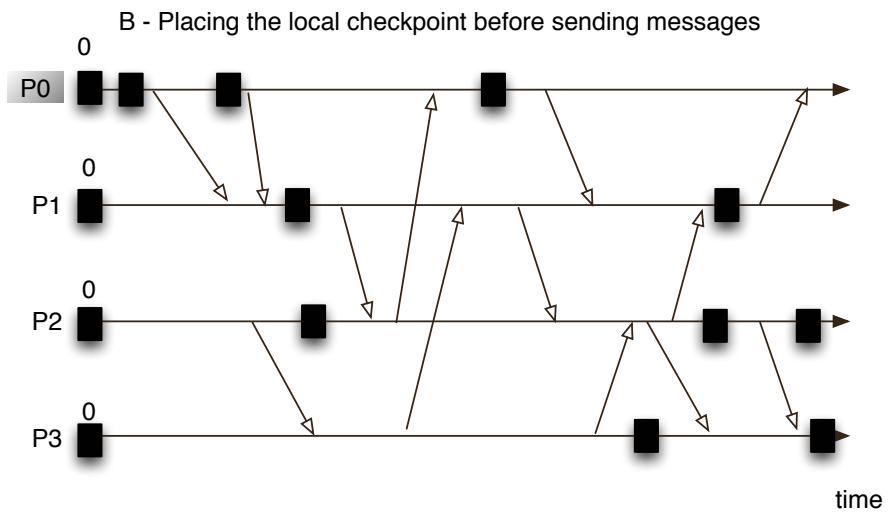 B - Placing the local checkpoint before sending messages
0
P0
0
P1
0
P2
0
P3
time